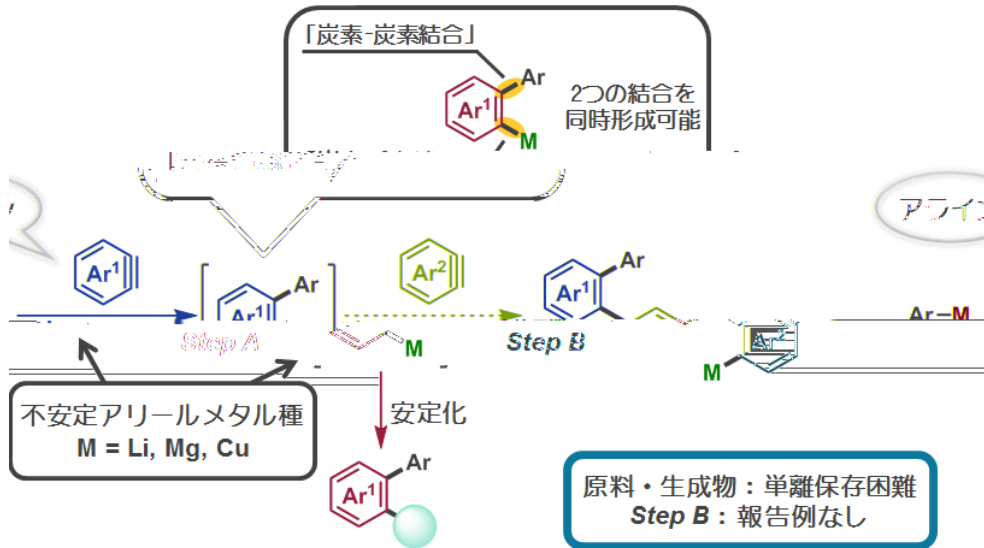 「炭素-炭素結合」
Ar
Ar¹
2つの結合を
同時形成可能
M
Ar¹
Ar
Ar²
Ar
Ar¹
Step A
M
Step B
M
不安定アリールメタル種
M = Li, Mg, Cu
安定化
Ar
Ar¹
原料・生成物：単離保存困難
Step B：報告例なし